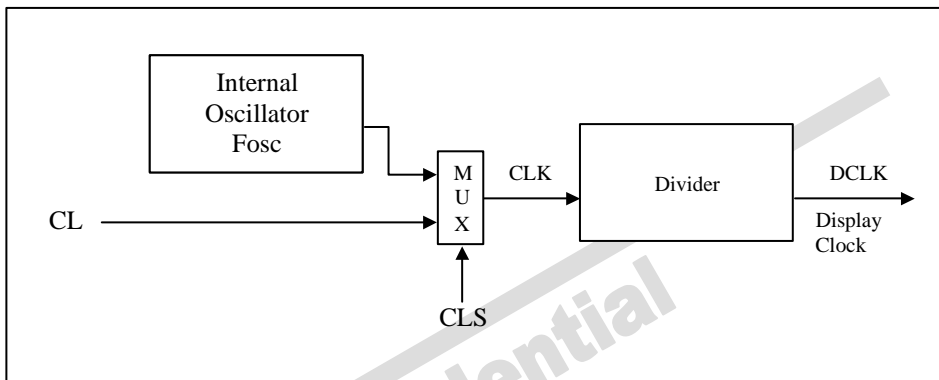 Internal
Oscillator
Fosc
M
U
X
CLK
Divider
DCLK
CL
Display
Clock
CLS